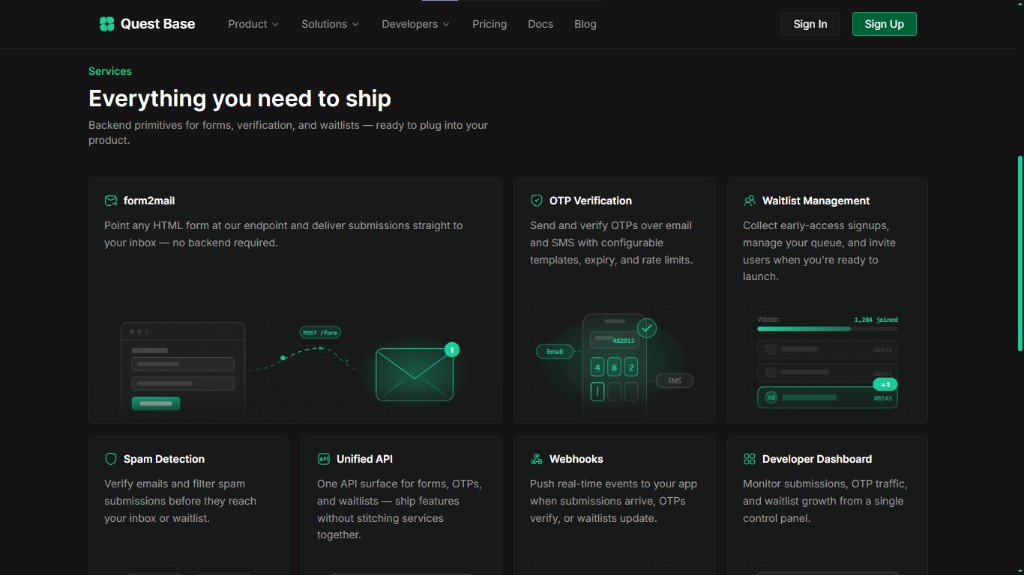 Quest Base
Product
Solutions
Developers
Pricing
Docs
Blog
Sign In
Sign Up
Services
Everything you need to ship
Backend primitives for forms, verification, and waitlists — ready to plug into your
product.
form2mail
Point any HTML form at our endpoint and deliver submissions straight to
your inbox — no backend required.
POST /form
1
OTP Verification
Send and verify OTPs over email
and SMS with configurable
templates, expiry, and rate limits.
482913
Email
4 8 2
SMS
Waitlist Management
Collect early-access signups,
manage your queue, and invite
users when you're ready to
launch.
Waitlist
1,284 joined
#0141
#0142
+1
AB
#0143
Spam Detection
Verify emails and filter spam
submissions before they reach
your inbox or waitlist.
API
Unified API
One API surface for forms, OTPs,
and waitlists — ship features
without stitching services
together.
Webhooks
Push real-time events to your app
when submissions arrive, OTPs
verify, or waitlists update.
Developer Dashboard
Monitor submissions, OTP traffic,
and waitlist growth from a single
control panel.